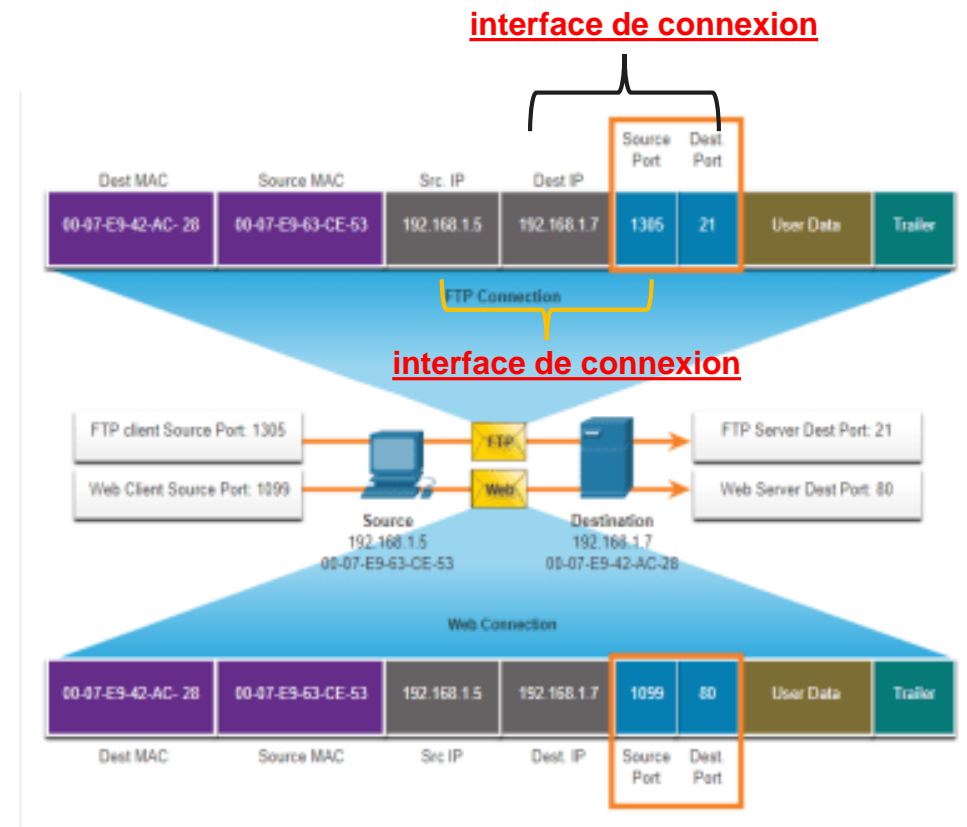 interface de connexion
Source Port
Dest. Port
Dest MAC
Source MAC
Src. IP
Dest IP
00-07-E9-42-AC- 28
00-07-E9-63-CE-53
192.168.1.5
192.168.1.7
1305
21
User Data
Trailer
FTP Connection
interface de connexion
FTP client Source Port: 1305
FTP
FTP Server Dest Port: 21
Web Client Source Port: 1099
Web
Web Server Dest Port: 80
Source
192.168.1.5
00-07-E9-63-CE-53
Destination
192.168.1.7
00-07-E9-42-AC-28
Web Connection
00-07-E9-42-AC- 28
00-07-E9-63-CE-53
192.168.1.5
192.168.1.7
1099
80
User Data
Trailer
Dest MAC
Source MAC
Src IP
Dest. IP
Source Port
Dest. Port